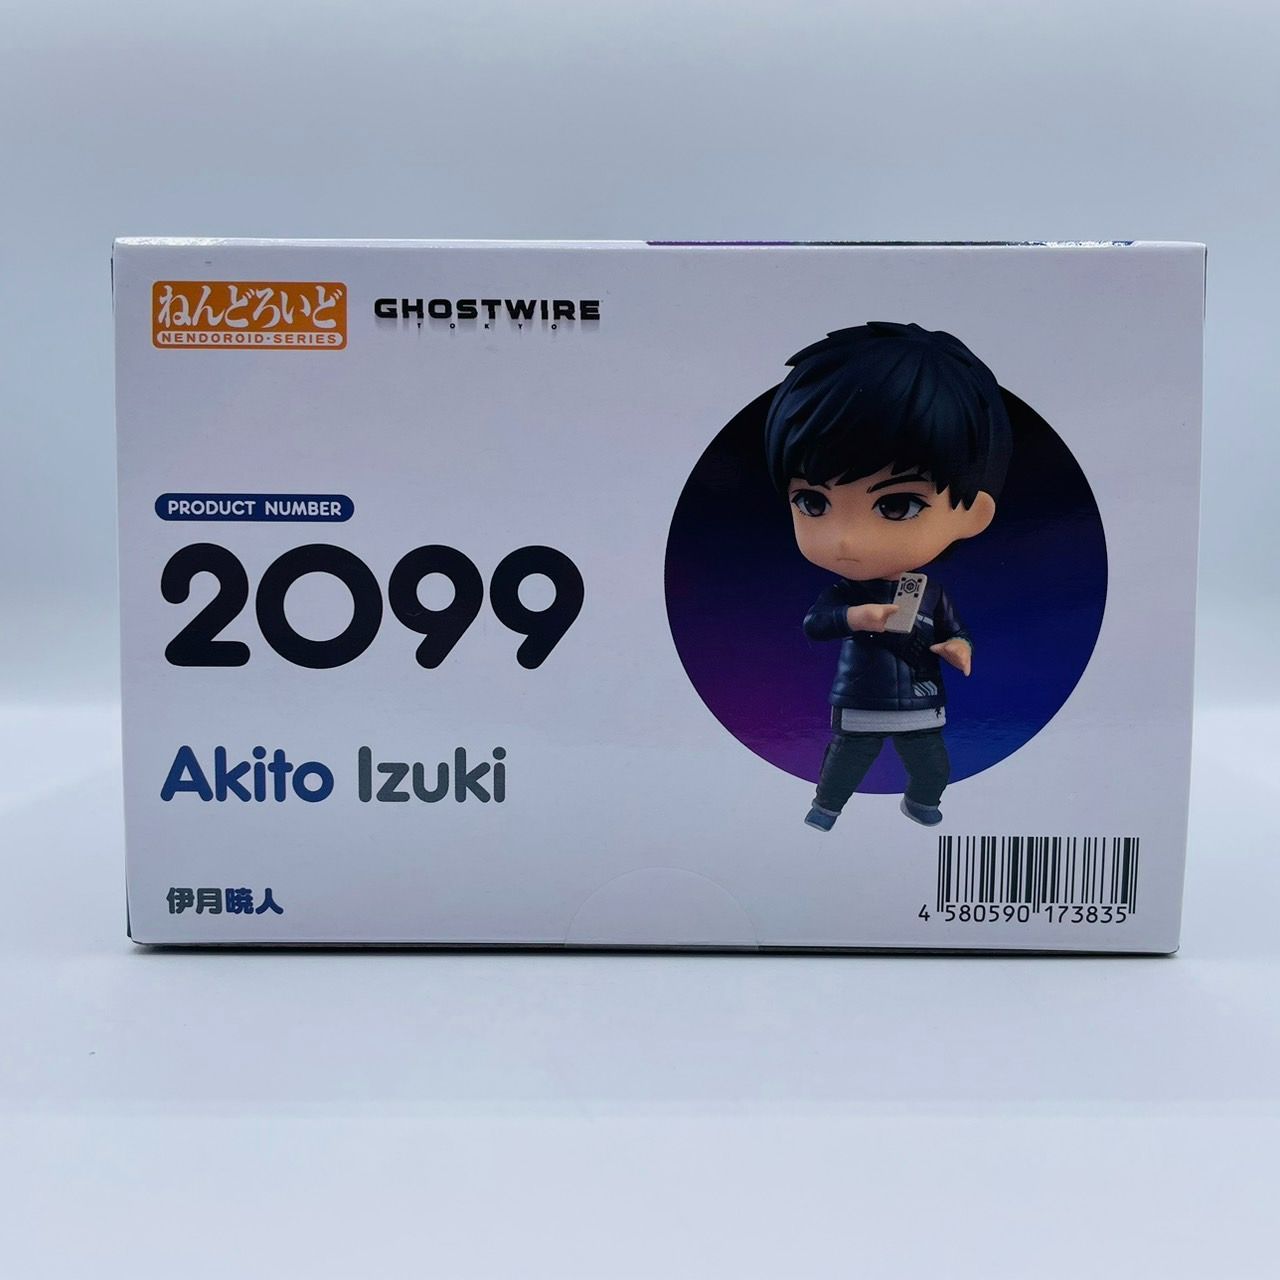 ねんどろいど
NENDOROID·SERIES
GHOSTWIRE
TOKYO
PRODUCT NUMBER
2099
Akito Izuki
伊月暁人
4 580590 173835